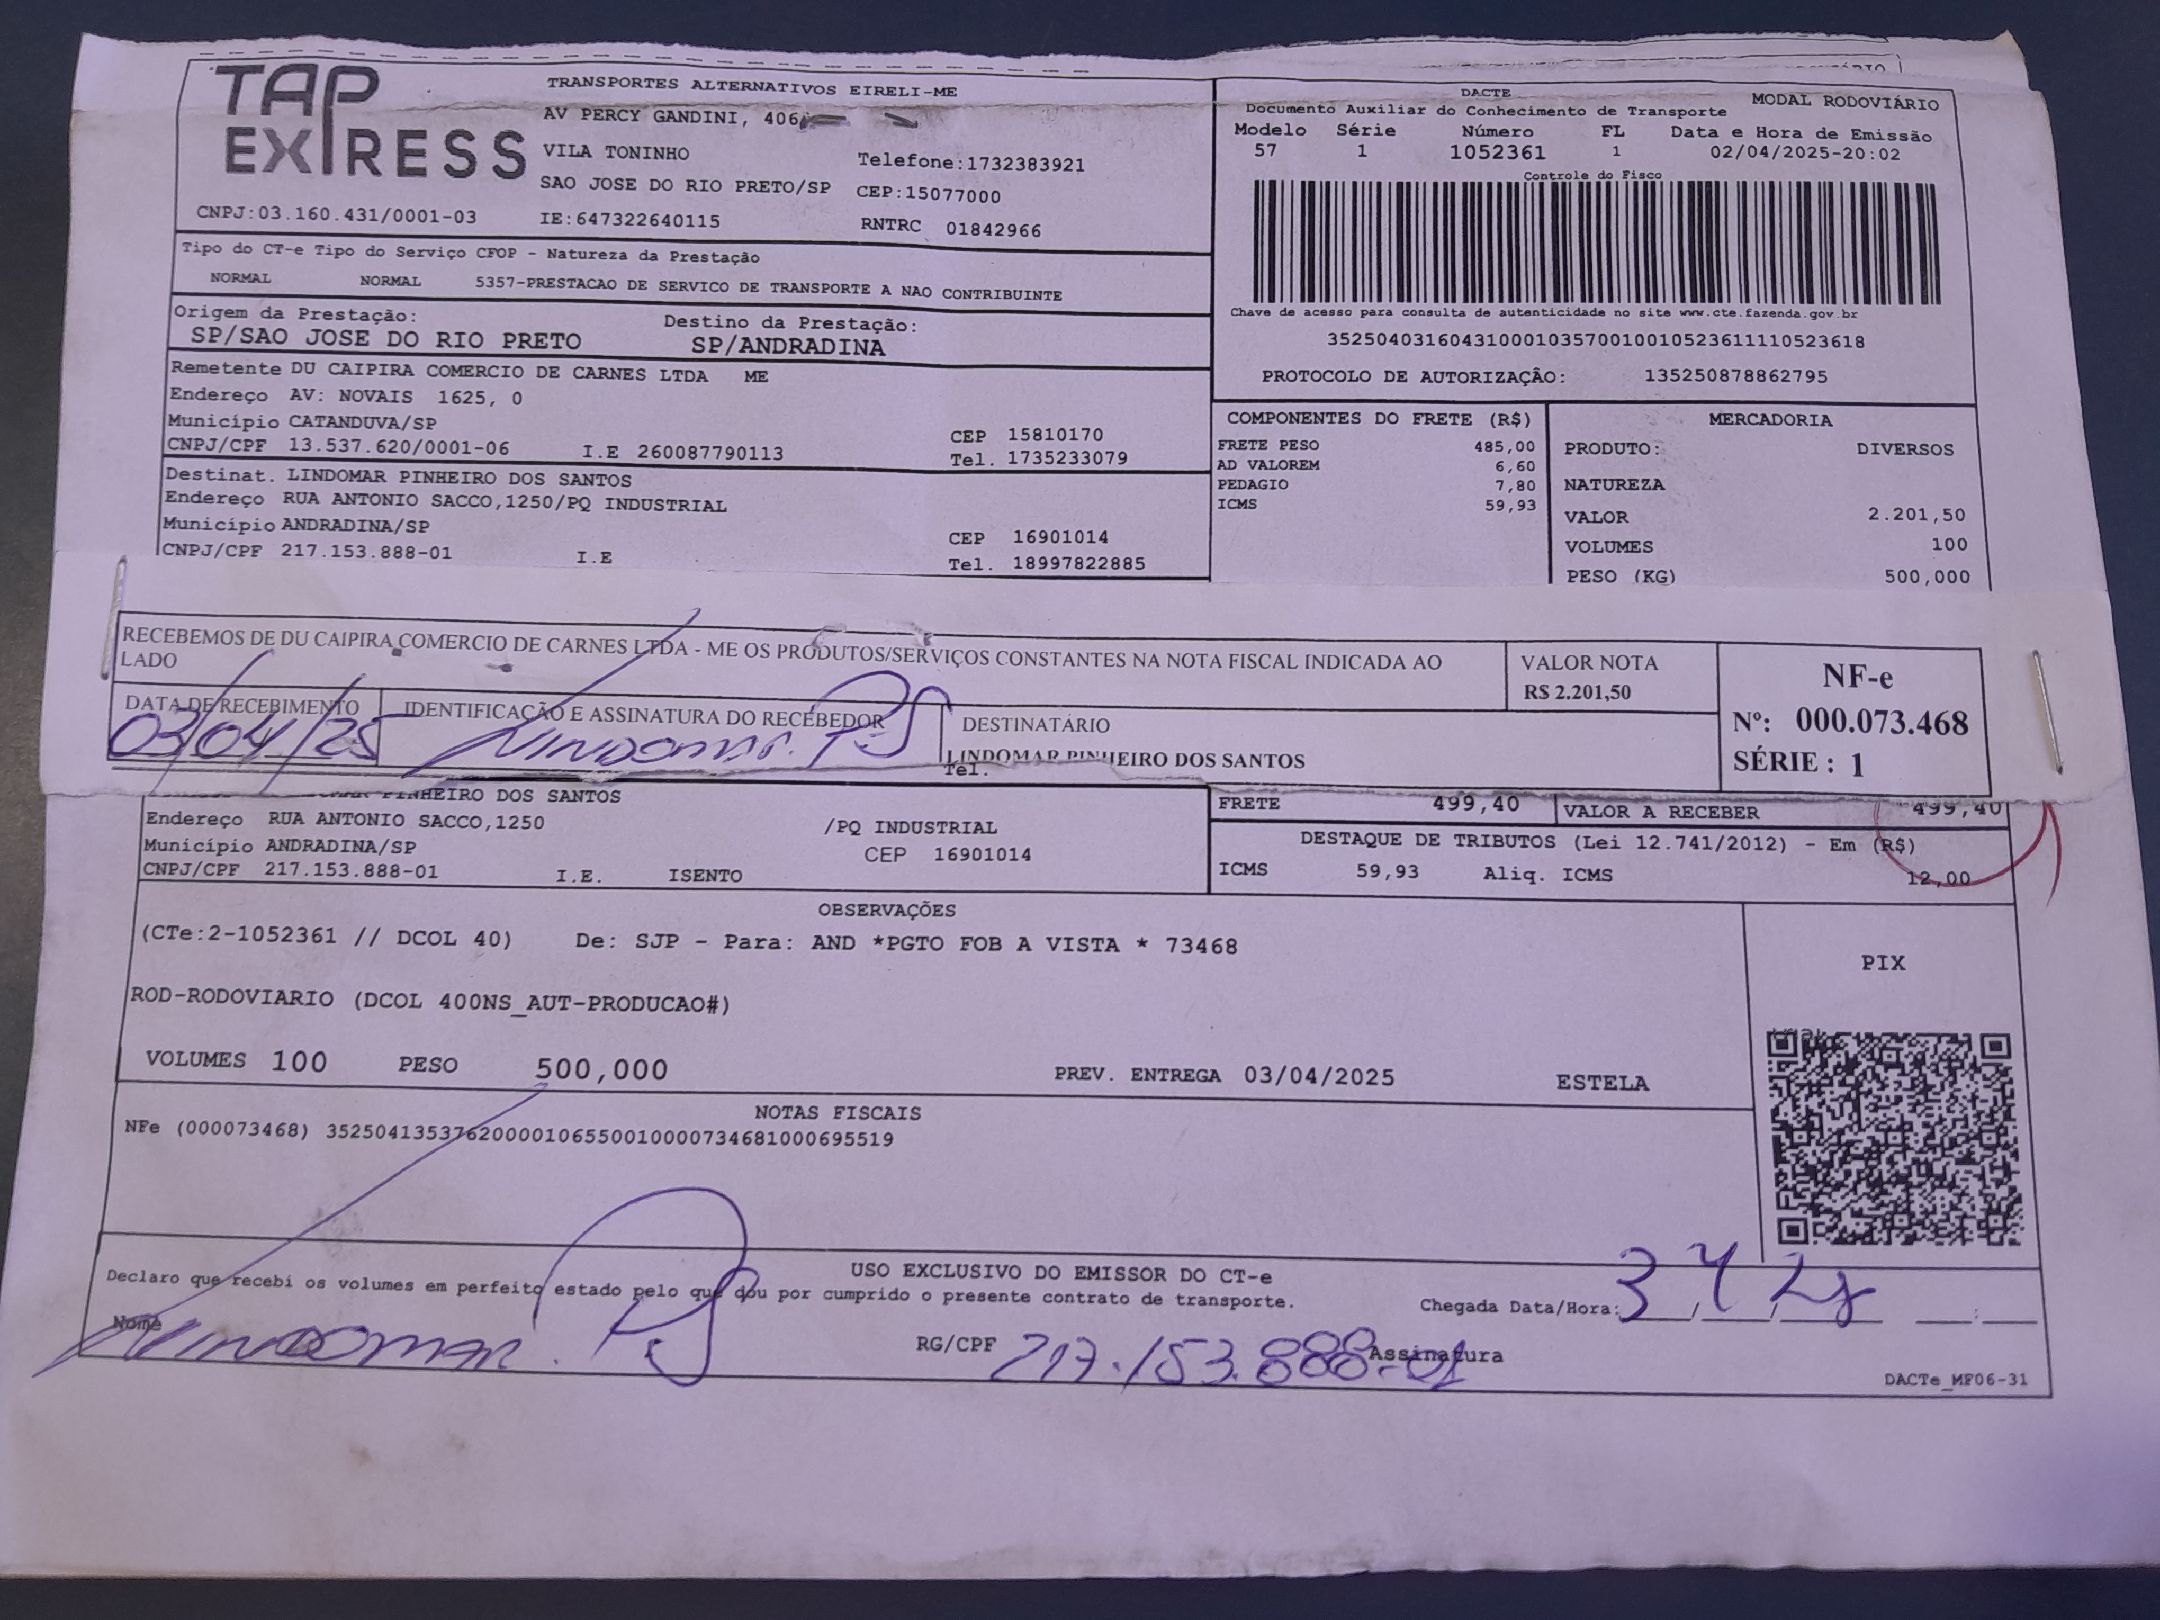 TAP EXPRESS
TRANSPORTES ALTERNATIVOS EIRELI-ME
AV PERCY GANDINI, 406
VILA TONINHO
Telefone:1732383921
SAO JOSE DO RIO PRETO/SP CEP:15077000
CNPJ:03.160.431/0001-03 IE:647322640115 RNTRC 01842966
DACTE MODAL RODOVIÁRIO
Documento Auxiliar do Conhecimento de Transporte
Modelo Série Número FL Data e Hora de Emissão
57 1 1052361 1 02/04/2025-20:02
Controle do Fisco
Chave de acesso para consulta de autenticidade no site www.cte.fazenda.gov.br
35250403160431000103570010010523611110523618
PROTOCOLO DE AUTORIZAÇÃO: 135250878862795
Tipo do CT-e Tipo do Serviço CFOP - Natureza da Prestação
NORMAL NORMAL 5357-PRESTACAO DE SERVICO DE TRANSPORTE A NAO CONTRIBUINTE
Origem da Prestação: Destino da Prestação:
SP/SAO JOSE DO RIO PRETO SP/ANDRADINA
Remetente DU CAIPIRA COMERCIO DE CARNES LTDA ME
Endereço AV: NOVAIS 1625, 0
Município CATANDUVA/SP CEP 15810170
CNPJ/CPF 13.537.620/0001-06 I.E 260087790113 Tel. 1735233079
Destinat. LINDOMAR PINHEIRO DOS SANTOS
Endereço RUA ANTONIO SACCO,1250/PQ INDUSTRIAL
Município ANDRADINA/SP CEP 16901014
CNPJ/CPF 217.153.888-01 I.E Tel. 18997822885
COMPONENTES DO FRETE (R$)
FRETE PESO 485,00
AD VALOREM 6,60
PEDAGIO 7,80
ICMS 59,93
MERCADORIA
PRODUTO: DIVERSOS
NATUREZA
VALOR 2.201,50
VOLUMES 100
PESO (KG) 500,000
RECEBEMOS DE DU CAIPIRA COMERCIO DE CARNES LTDA - ME OS PRODUTOS/SERVIÇOS CONSTANTES NA NOTA FISCAL INDICADA AO
LADO
VALOR NOTA
R$ 2.201,50
NF-e
Nº: 000.073.468
SÉRIE : 1
DATA DE RECEBIMENTO IDENTIFICAÇÃO E ASSINATURA DO RECEBEDOR DESTINATÁRIO
03/04/25 Lindomar. P.S LINDOMAR PINHEIRO DOS SANTOS
Tel.
PINHEIRO DOS SANTOS
Endereço RUA ANTONIO SACCO,1250 /PQ INDUSTRIAL
Município ANDRADINA/SP CEP 16901014
CNPJ/CPF 217.153.888-01 I.E. ISENTO
FRETE 499,40 VALOR A RECEBER 499,40
DESTAQUE DE TRIBUTOS (Lei 12.741/2012) - Em (R$)
ICMS 59,93 Aliq. ICMS 12,00
OBSERVAÇÕES
(CTe:2-1052361 // DCOL 40) De: SJP - Para: AND *PGTO FOB A VISTA * 73468
ROD-RODOVIARIO (DCOL 400NS_AUT-PRODUCAO#)
PIX
VOLUMES 100 PESO 500,000 PREV. ENTREGA 03/04/2025 ESTELA
NOTAS FISCAIS
NFe (000073468) 35250413537620000106550010000734681000695519
USO EXCLUSIVO DO EMISSOR DO CT-e
Declaro que recebi os volumes em perfeito estado pelo que dou por cumprido o presente contrato de transporte.
Chegada Data/Hora: 3 / 4 / 25 :
Nome Lindomar. P.S RG/CPF 217.153.888-01 Assinatura
DACTe_MF06-31